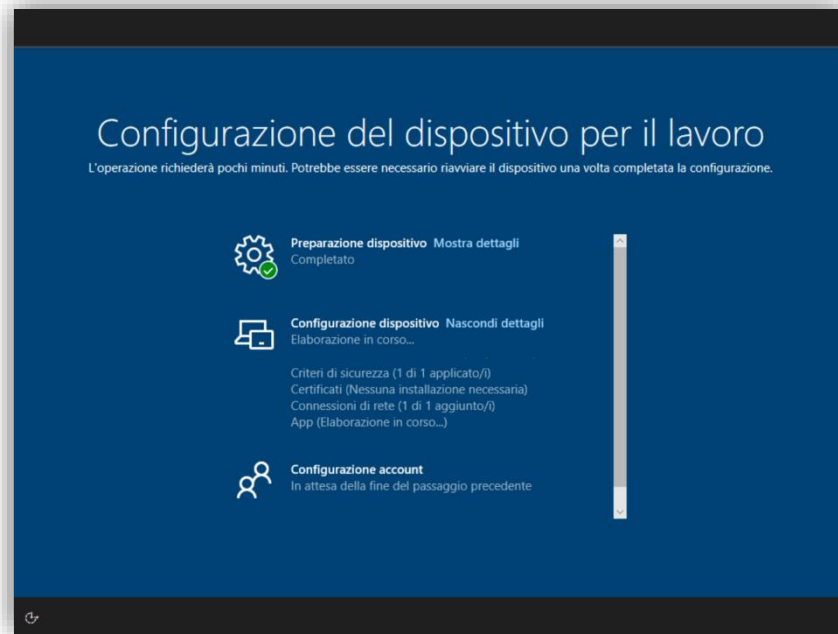 Configurazione del dispositivo per il lavoro
L'operazione richiederà pochi minuti. Potrebbe essere necessario riavviare il dispositivo una volta completata la configurazione.
Preparazione dispositivo Mostra dettagli
Completato
Configurazione dispositivo Nascondi dettagli
Elaborazione in corso...
Criteri di sicurezza (1 di 1 applicato/i)
Certificati (Nessuna installazione necessaria)
Connessioni di rete (1 di 1 aggiunto/i)
App (Elaborazione in corso...)
Configurazione account
In attesa della fine del passaggio precedente